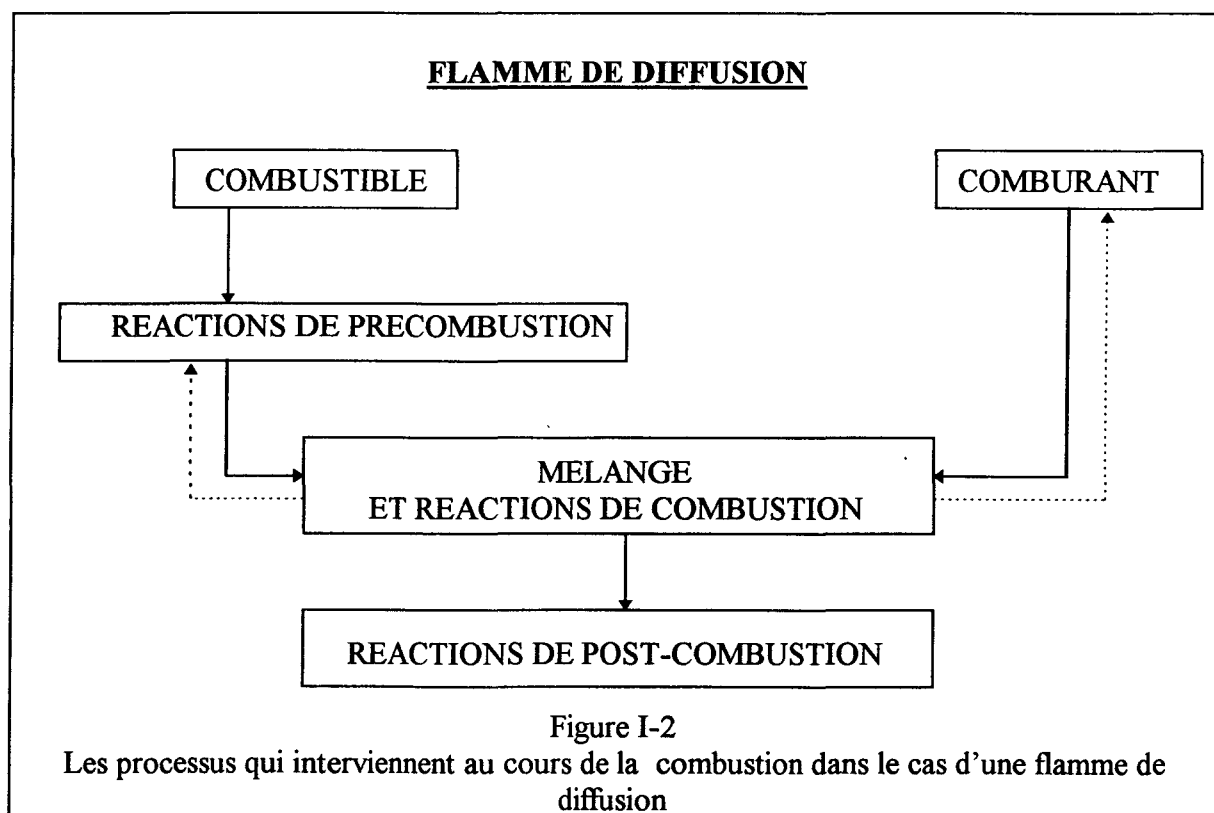 FLAMME DE DIFFUSION
COMBUSTIBLE
COMBURANT
REACTIONS DE PRECOMBUSTION
MELANGE
ET REACTIONS DE COMBUSTION
REACTIONS DE POST-COMBUSTION
Figure I-2
Les processus qui interviennent au cours de la combustion dans le cas d'une flamme de
diffusion